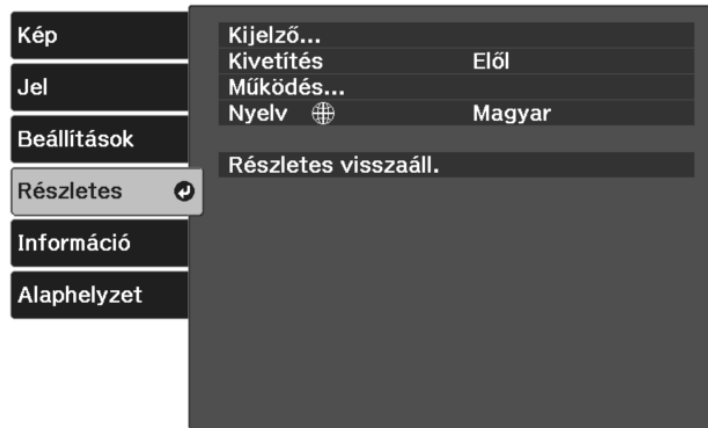 Kép
Jel
Beállítások
Részletes
Információ
Alaphelyzet
Kijelző...
Kivetítés Elől
Működés...
Nyelv Magyar
Részletes visszaáll.